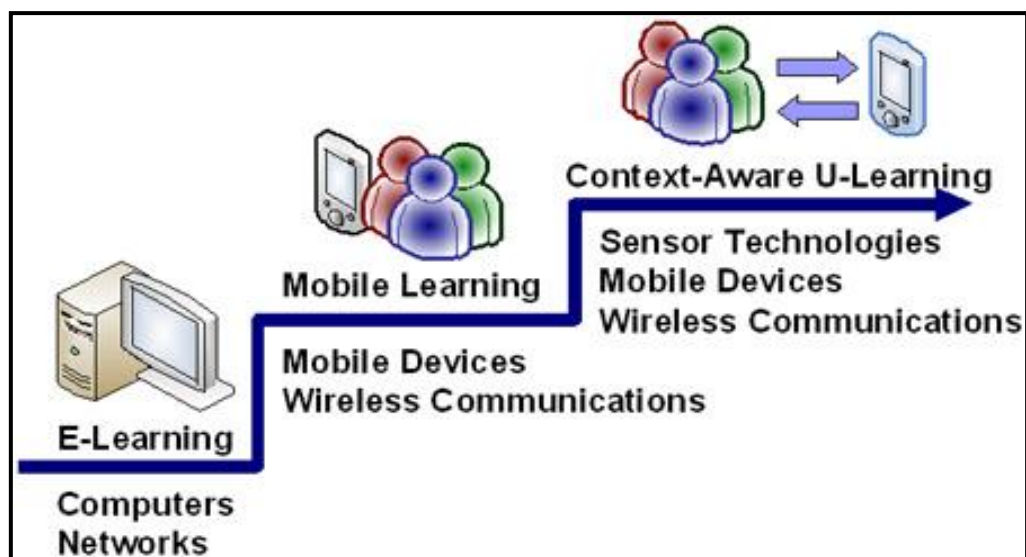 E-Learning
Computers
Networks
Mobile Learning
Mobile Devices
Wireless Communications
Context-Aware U-Learning
Sensor Technologies
Mobile Devices
Wireless Communications